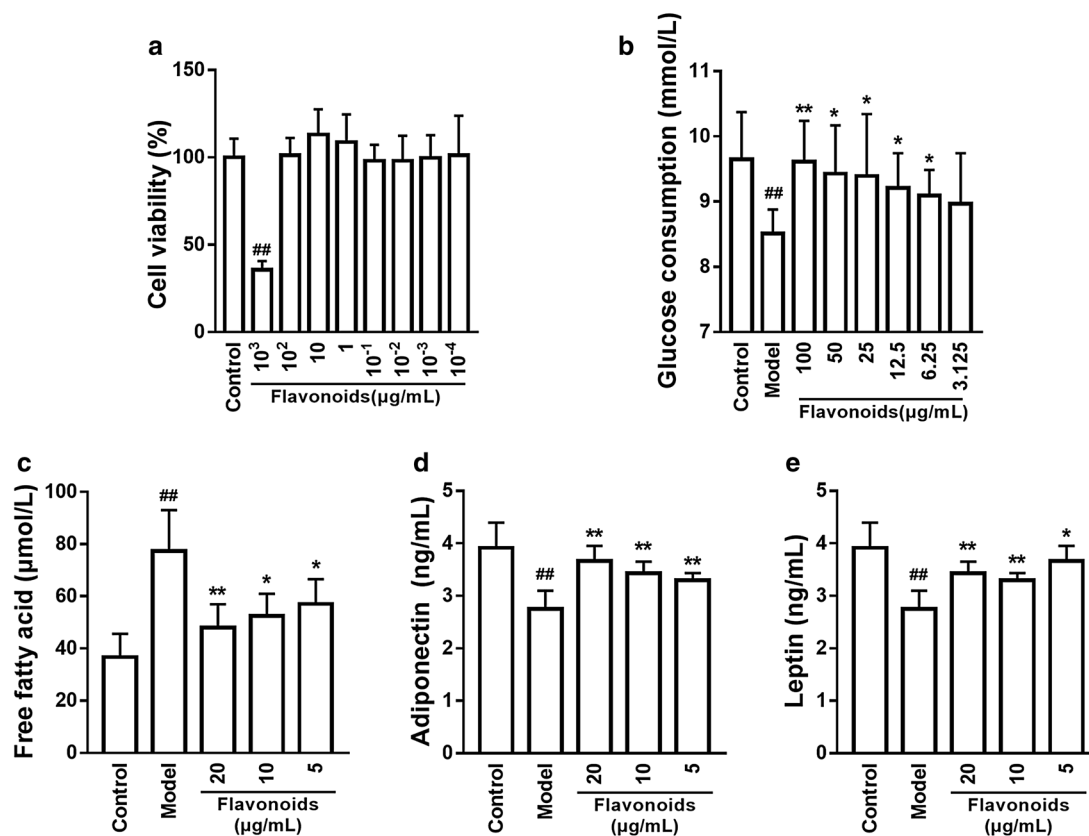 a
Cell viability (%)
150
100
50
0
##
Control
10³
10²
10
1
10⁻¹
10⁻²
10⁻³
10⁻⁴
Flavonoids(µg/mL)
b
Glucose consumption (mmol/L)
11
10
9
8
7
##
**
*
*
*
*
Control
Model
100
50
25
12.5
6.25
3.125
Flavonoids(µg/mL)
c
Free fatty acid (µmol/L)
100
80
60
40
20
0
##
**
*
*
Control
Model
20
10
5
Flavonoids
(µg/mL)
d
Adiponectin (ng/mL)
5
4
3
2
1
0
##
**
**
**
Control
Model
20
10
5
Flavonoids
(µg/mL)
e
Leptin (ng/mL)
5
4
3
2
1
0
##
**
**
*
Control
Model
20
10
5
Flavonoids
(µg/mL)